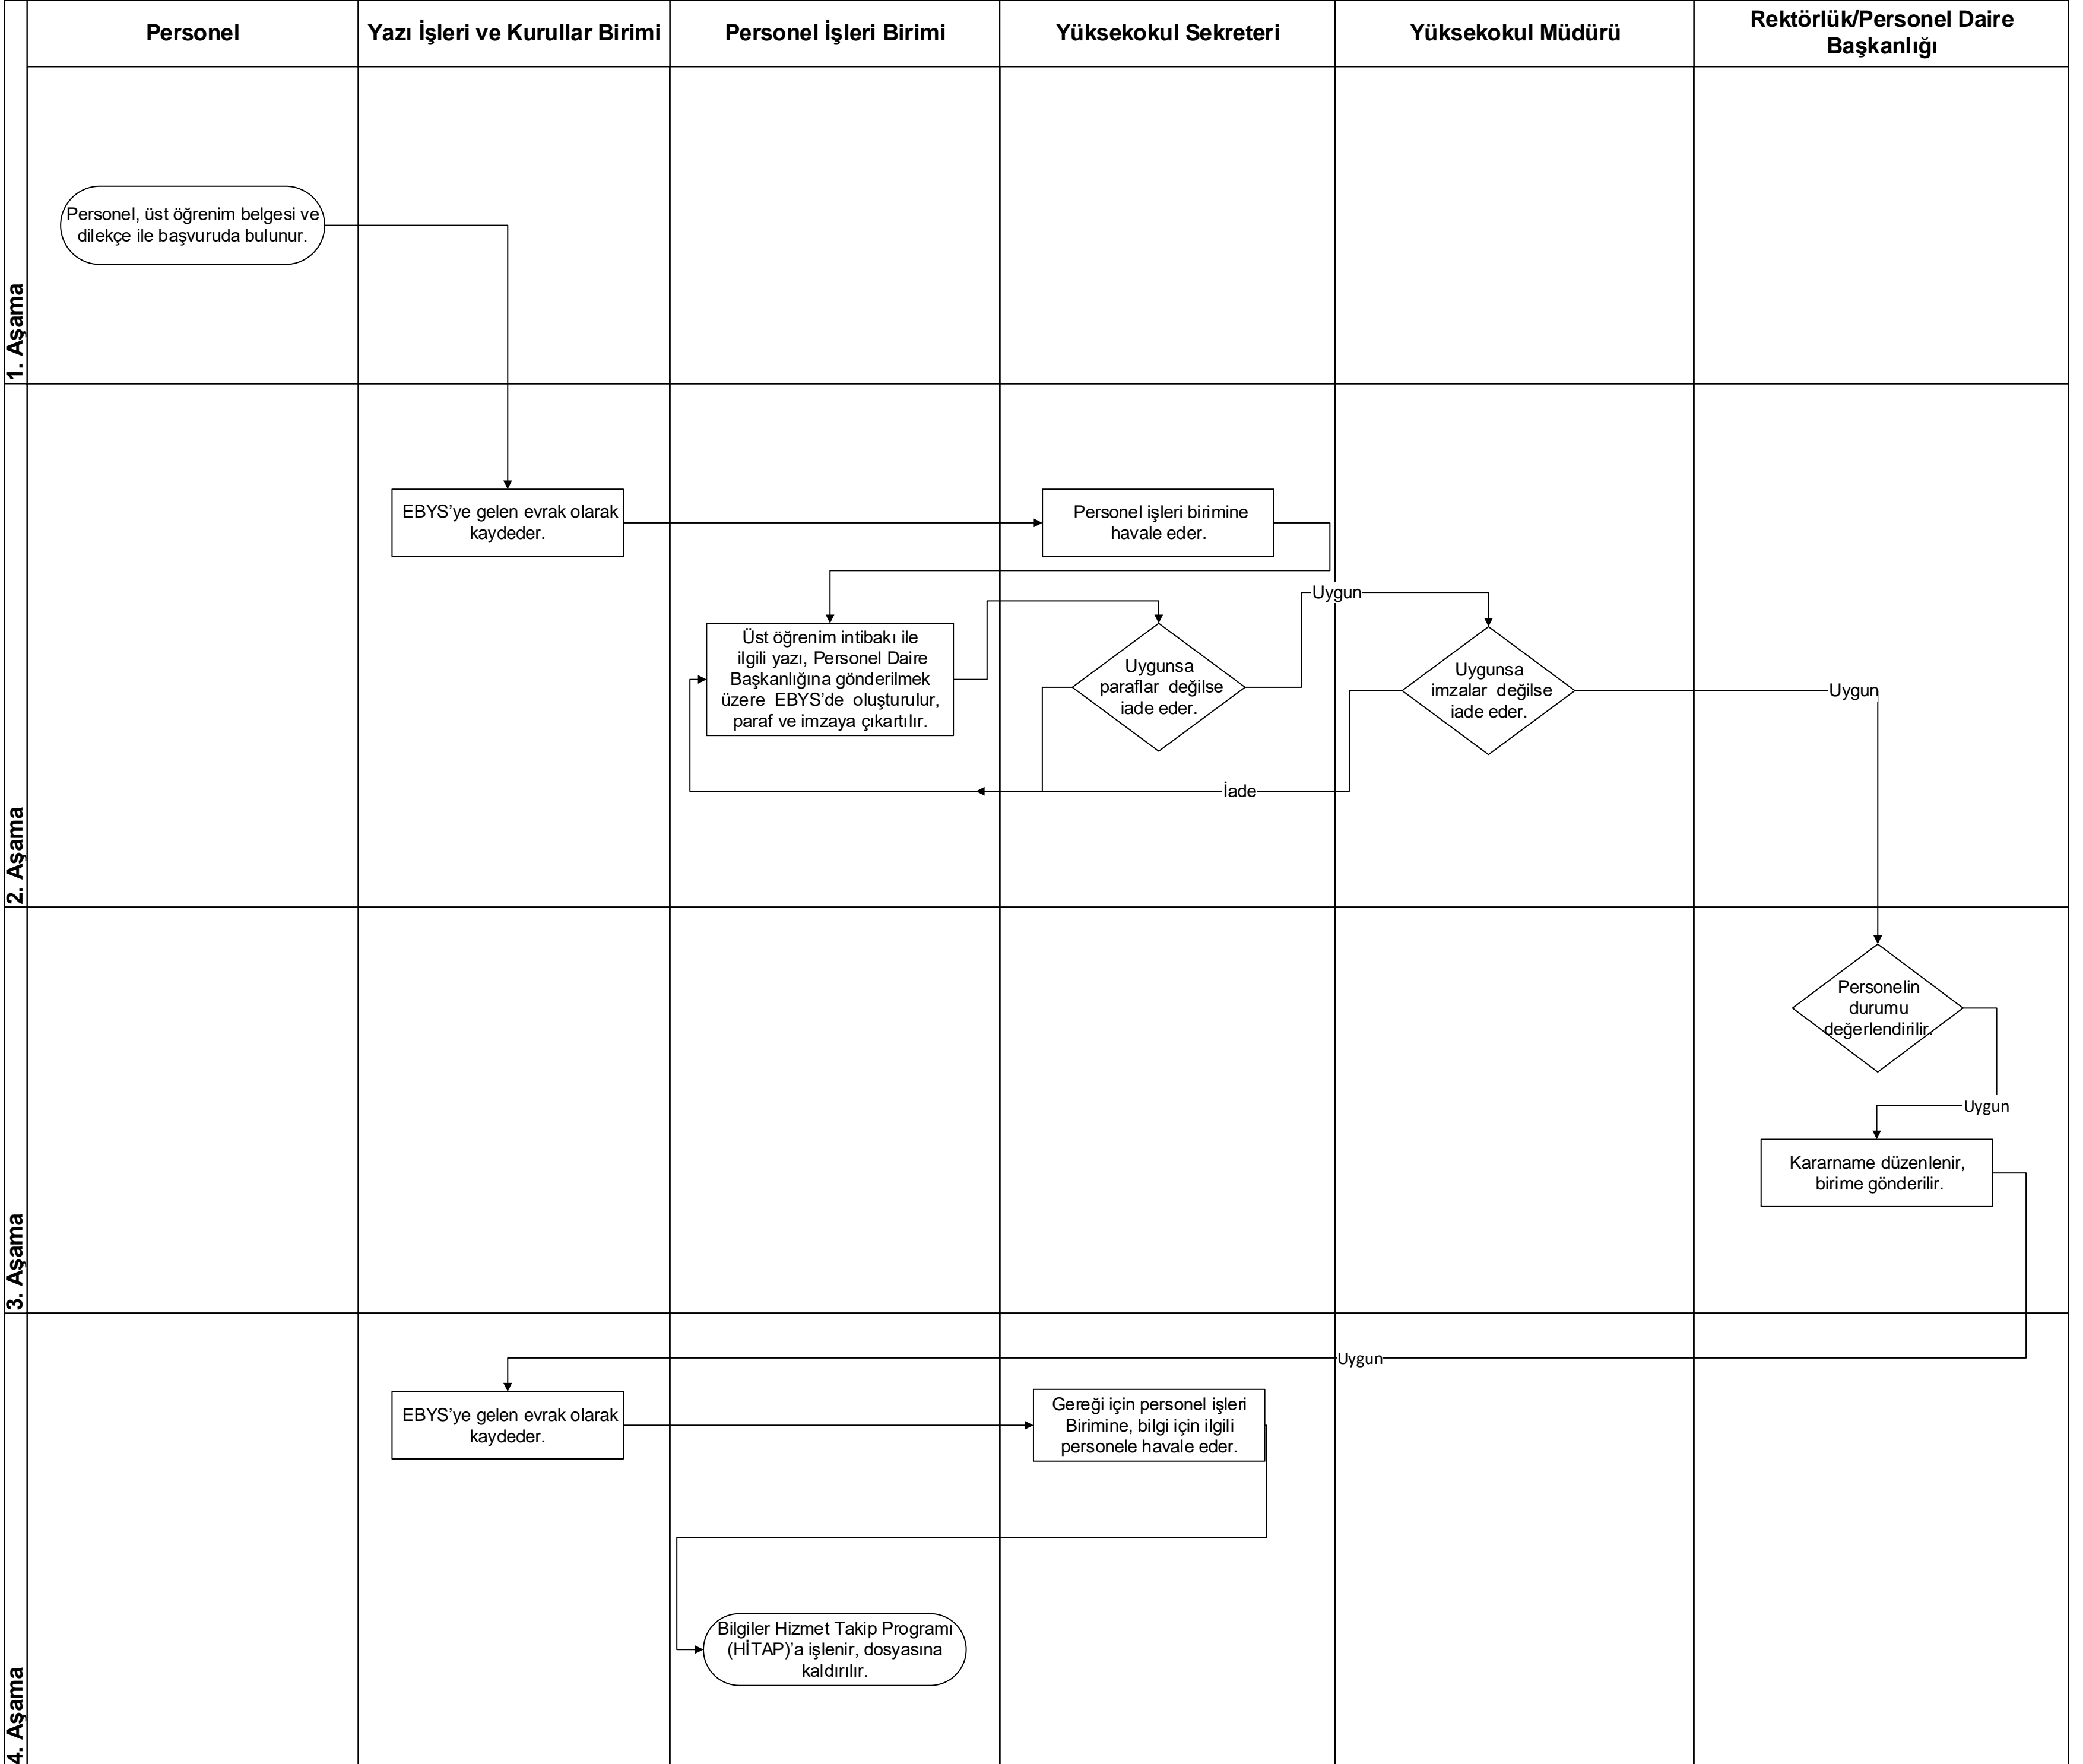 Personel
Yazı İşleri ve Kurullar Birimi
Personel İşleri Birimi
Yüksekokul Sekreteri
Yüksekokul Müdürü
Rektörlük/Personel Daire
Başkanlığı
1. Aşama
Personel, üst öğrenim belgesi ve
dilekçe ile başvuruda bulunur.
2. Aşama
EBYS’ye gelen evrak olarak
kaydeder.
Personel işleri birimine
havale eder.
Üst öğrenim intibakı ile
ilgili yazı, Personel Daire
Başkanlığına gönderilmek
üzere EBYS’de oluşturulur,
paraf ve imzaya çıkartılır.
Uygunsa
paraflar değilse
iade eder.
Uygun
Uygunsa
imzalar değilse
iade eder.
Uygun
İade
3. Aşama
Personelin
durumu
değerlendirilir.
Uygun
Kararname düzenlenir,
birime gönderilir.
4. Aşama
Uygun
EBYS’ye gelen evrak olarak
kaydeder.
Gereği için personel işleri
Birimine, bilgi için ilgili
personele havale eder.
Bilgiler Hizmet Takip Programı
(HİTAP)’a işlenir, dosyasına
kaldırılır.